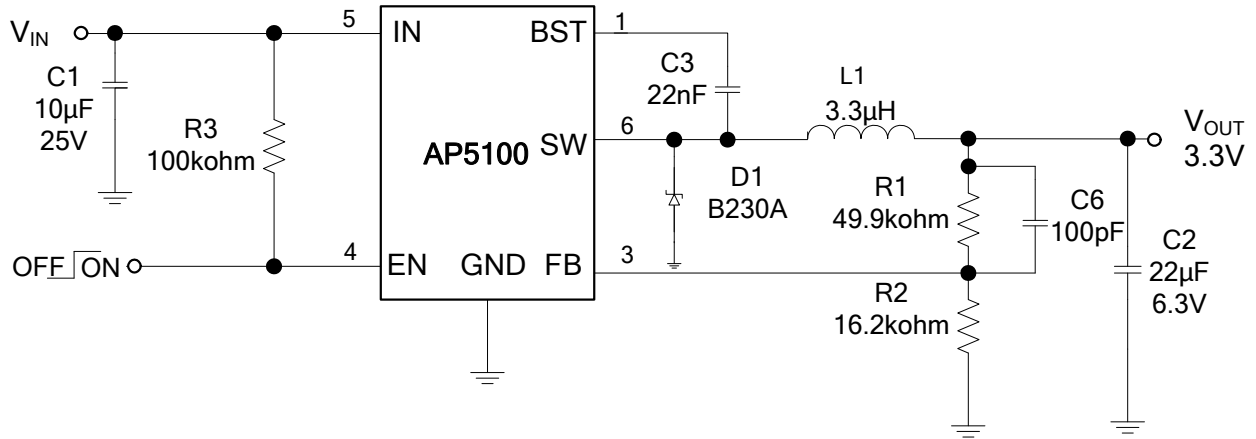 V_IN
C1
10µF
25V
R3
100kohm
OFF ON
5
IN
4
EN
AP5100
GND
BST
1
SW
6
FB
3
C3
22nF
D1
B230A
L1
3.3µH
R1
49.9kohm
R2
16.2kohm
C6
100pF
C2
22µF
6.3V
V_OUT
3.3V